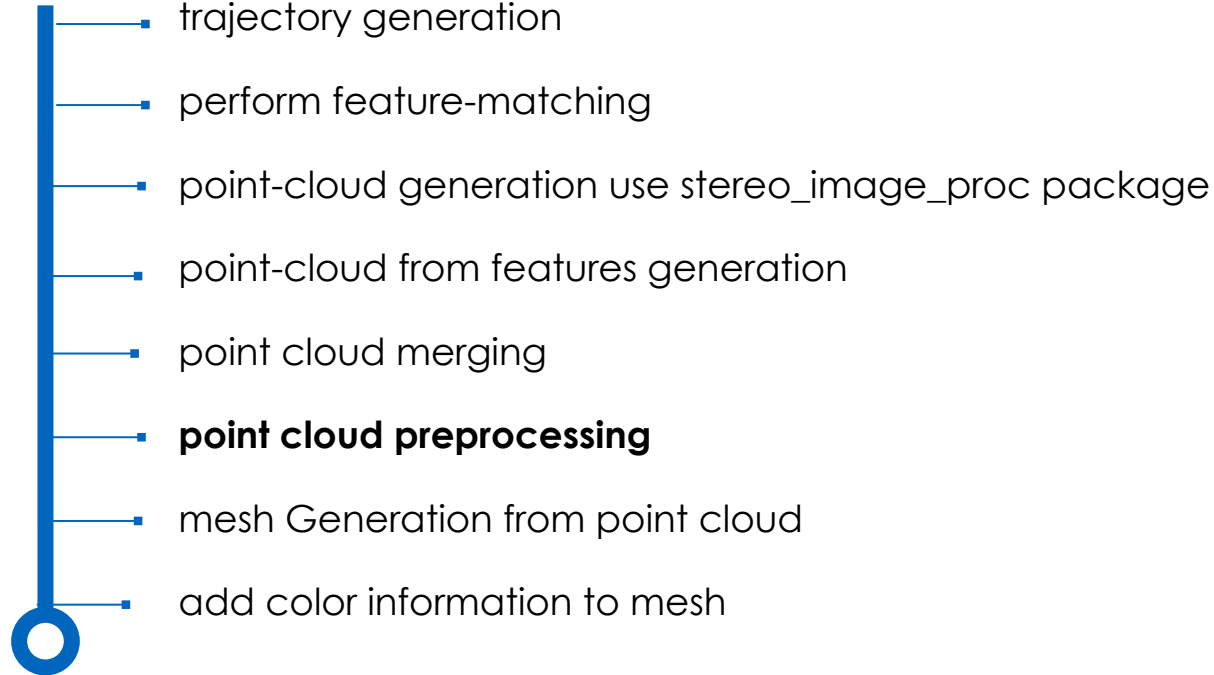 trajectory generation
perform feature-matching
point-cloud generation use stereo_image_proc package
point-cloud from features generation
point cloud merging
point cloud preprocessing
mesh Generation from point cloud
add color information to mesh